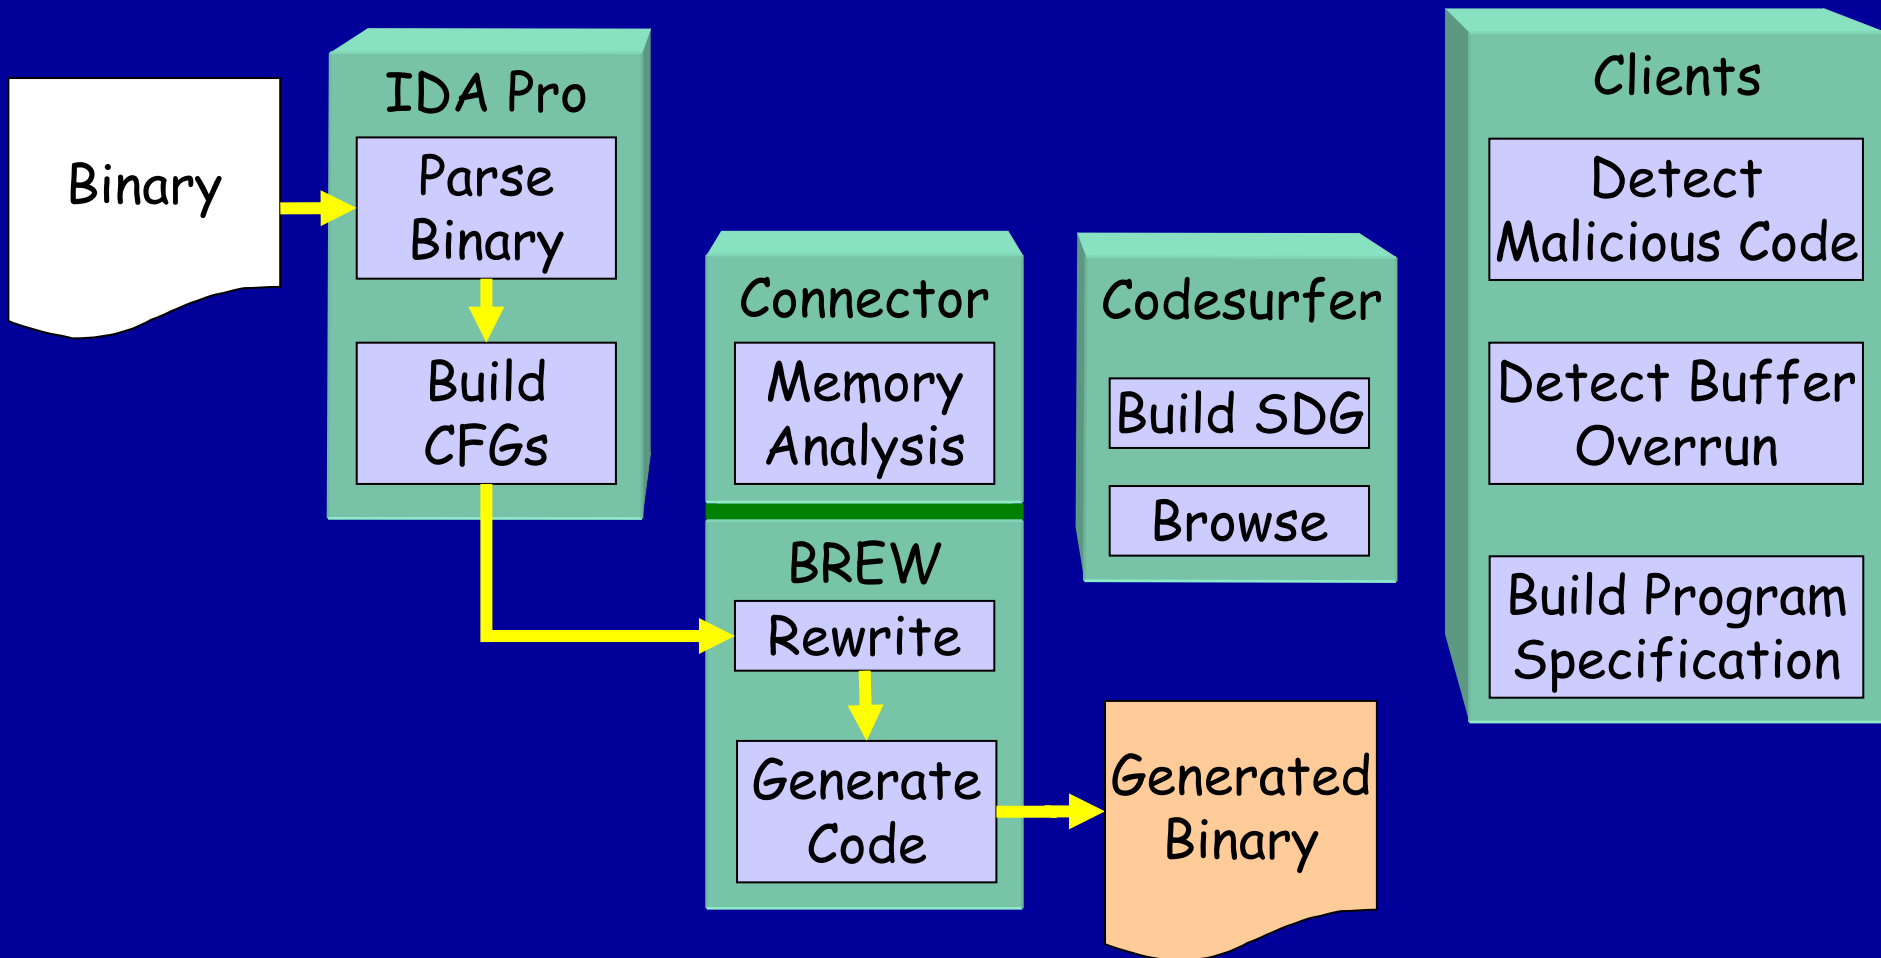 Binary
IDA Pro
Parse
Binary
Build
CFGs
Connector
Memory
Analysis
BREW
Rewrite
Generate
Code
Codesurfer
Build SDG
Browse
Generated
Binary
Clients
Detect
Malicious Code
Detect Buffer
Overrun
Build Program
Specification